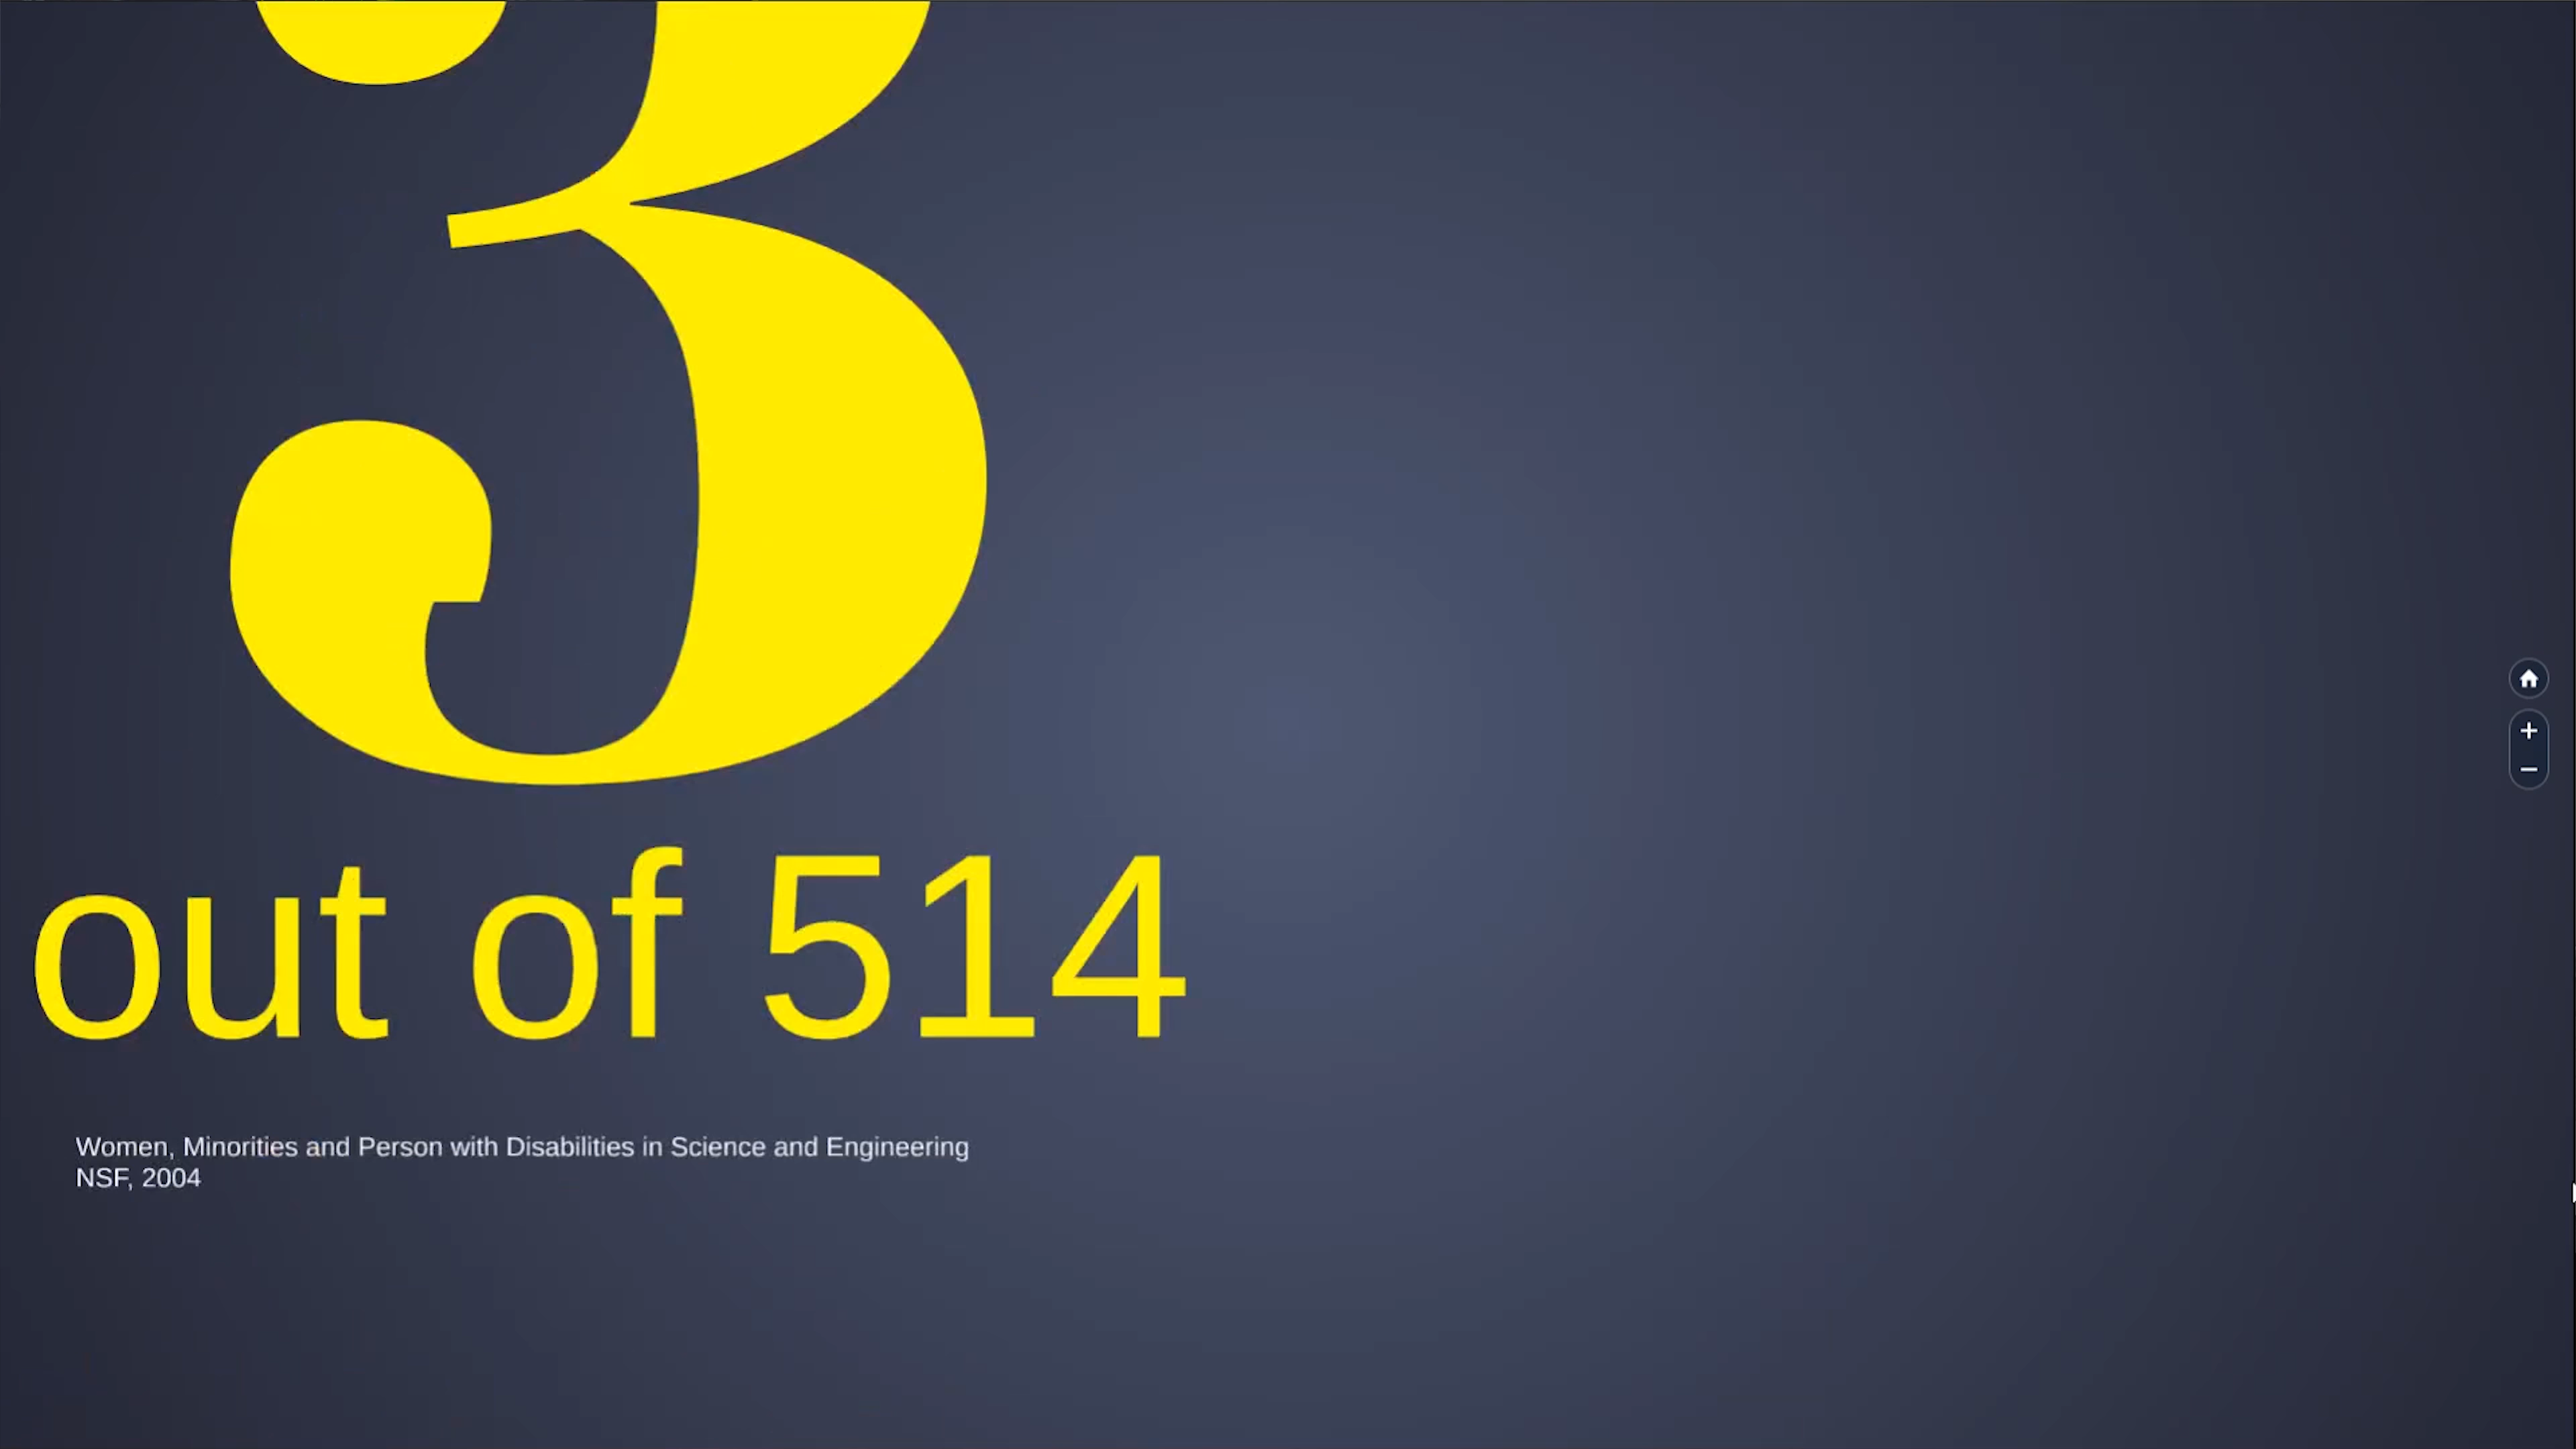 3
out of 514
Women, Minorities and Person with Disabilities in Science and Engineering
NSF, 2004